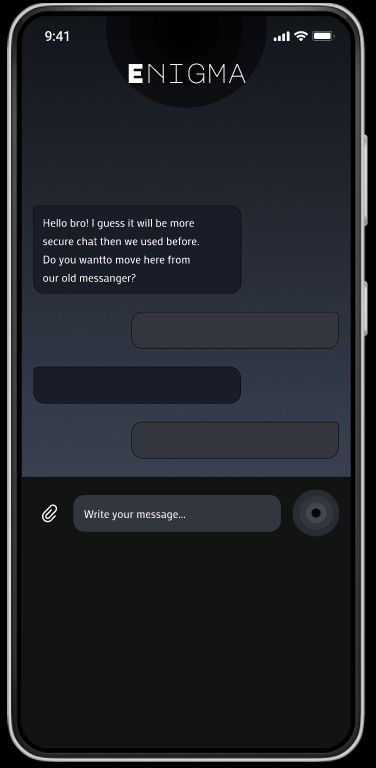 9:41
ENIGMA
Hello bro! I guess it will be more
secure chat then we used before.
Do you wantto move here from
our old messanger?
Write your message...